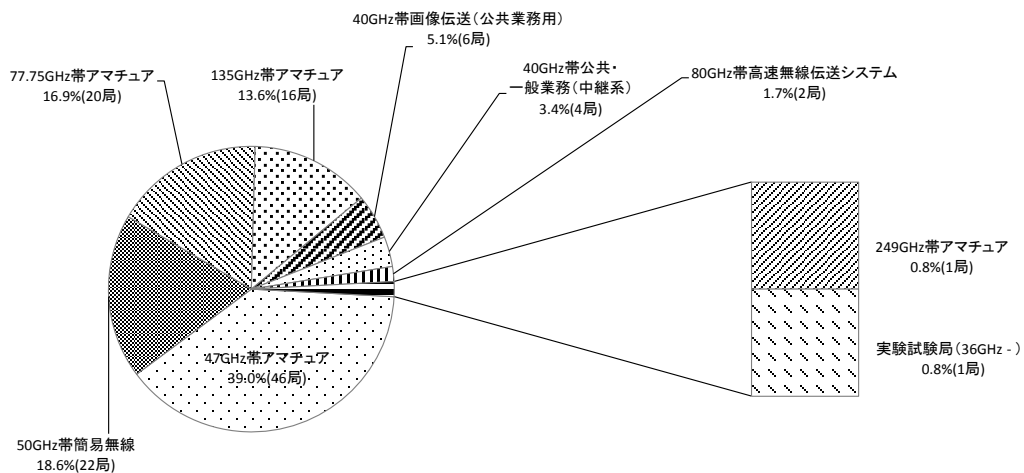 40GHz帯画像伝送(公共業務用)
5.1%(6局)
77.75GHz帯アマチュア
16.9%(20局)
135GHz帯アマチュア
13.6%(16局)
40GHz帯公共・
一般業務(中継系)
3.4%(4局)
80GHz帯高速無線伝送システム
1.7%(2局)
249GHz帯アマチュア
0.8%(1局)
実験試験局(36GHz - )
0.8%(1局)
47GHz帯アマチュア
39.0%(46局)
50GHz帯簡易無線
18.6%(22局)